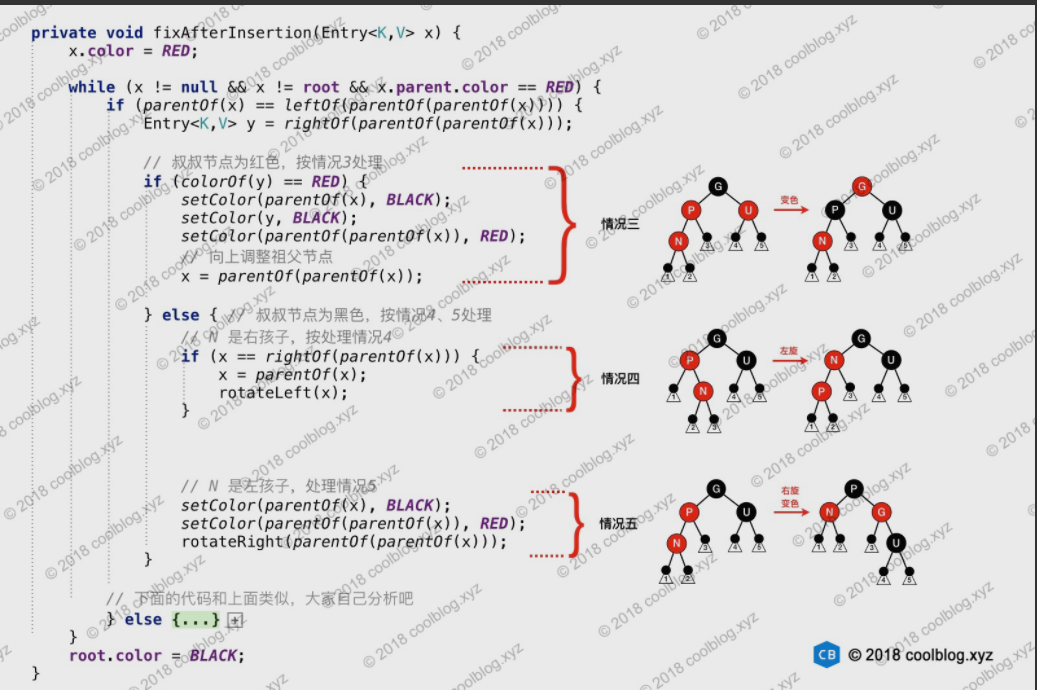 private void fixAfterInsertion(Entry<K,V> x) {
x.color = RED;
while (x != null && x != root && x.parent.color == RED) {
if (parentOf(x) == leftOf(parentOf(parentOf(x)))) {
Entry<K,V> y = rightOf(parentOf(parentOf(x)));
// 叔叔节点为红色，按情况3处理
if (colorOf(y) == RED) {
setColor(parentOf(x), BLACK);
setColor(y, BLACK);
setColor(parentOf(parentOf(x)), RED);
// 向上调整祖父节点
x = parentOf(parentOf(x));
情况三
G
P U
N 3 4 5
1 2
变色
G
P U
N 3 4 5
1 2
} else { // 叔叔节点为黑色，按情况4、5处理
// N 是右孩子，按处理情况4
if (x == rightOf(parentOf(x))) {
x = parentOf(x);
rotateLeft(x);
}
情况四
G
P U
1 N 4 5
2 3
左旋
G
N U
P 3 4 5
1 2
// N 是左孩子，处理情况5
setColor(parentOf(x), BLACK);
setColor(parentOf(parentOf(x)), RED);
rotateRight(parentOf(parentOf(x)));
}
情况五
G
P U
N 3 4 5
1 2
右旋
变色
P
N G
1 2 3 U
4 5
// 下面的代码和上面类似，大家自己分析吧
} else {...}
}
root.color = BLACK;
}
CB © 2018 coolblog.xyz
© 2018 coolblog.xyz